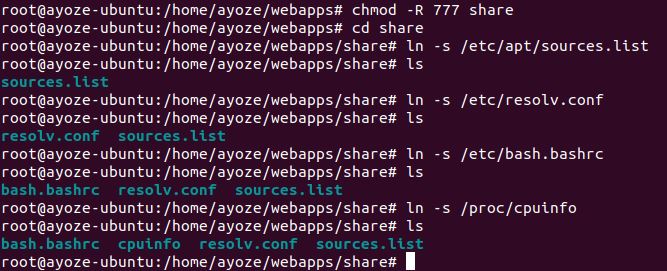 root@ayoze-ubuntu:/home/ayoze/webapps# chmod -R 777 share
root@ayoze-ubuntu:/home/ayoze/webapps# cd share
root@ayoze-ubuntu:/home/ayoze/webapps/share# ln -s /etc/apt/sources.list
root@ayoze-ubuntu:/home/ayoze/webapps/share# ls
sources.list
root@ayoze-ubuntu:/home/ayoze/webapps/share# ln -s /etc/resolv.conf
root@ayoze-ubuntu:/home/ayoze/webapps/share# ls
resolv.conf  sources.list
root@ayoze-ubuntu:/home/ayoze/webapps/share# ln -s /etc/bash.bashrc
root@ayoze-ubuntu:/home/ayoze/webapps/share# ls
bash.bashrc  resolv.conf  sources.list
root@ayoze-ubuntu:/home/ayoze/webapps/share# ln -s /proc/cpuinfo
root@ayoze-ubuntu:/home/ayoze/webapps/share# ls
bash.bashrc  cpuinfo  resolv.conf  sources.list
root@ayoze-ubuntu:/home/ayoze/webapps/share#